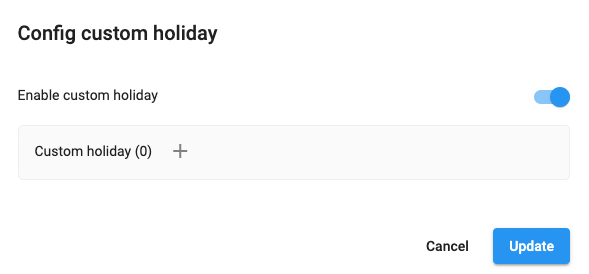 Config custom holiday
Enable custom holiday
Custom holiday (0) +
Cancel Update